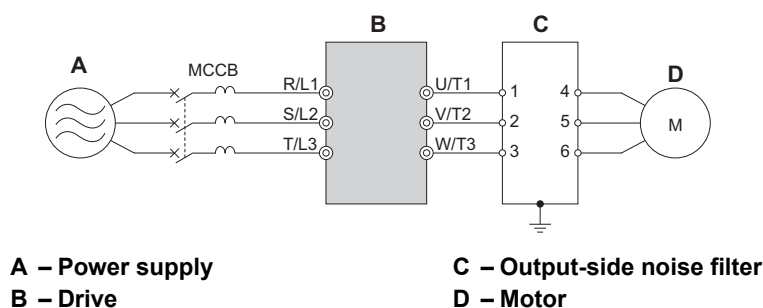 A
MCCB
B
C
D
R/L1
S/L2
T/L3
U/T1
V/T2
W/T3
1
2
3
4
5
6
M
A – Power supply
B – Drive
C – Output-side noise filter
D – Motor